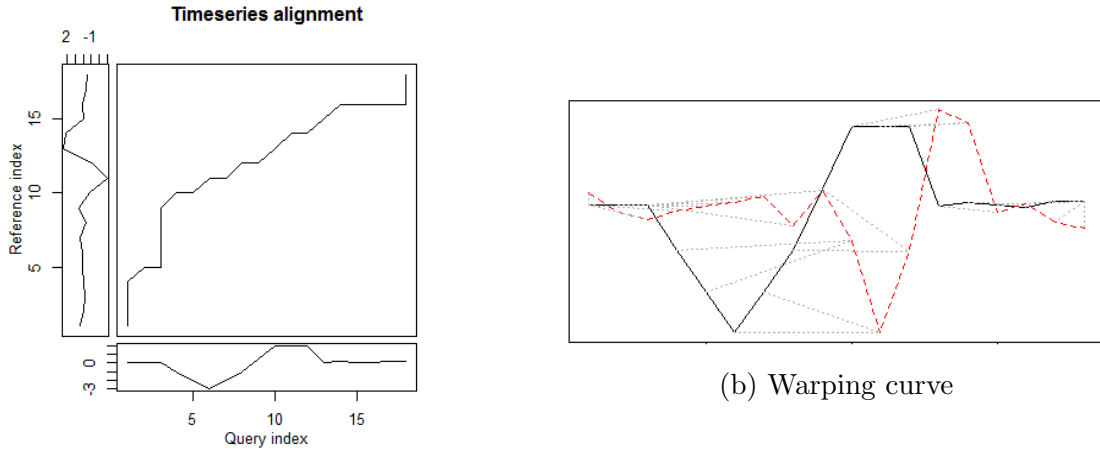 Timeseries alignment
2 -1
Reference index
15
10
5
0
-3
5 10 15
Query index
(b) Warping curve